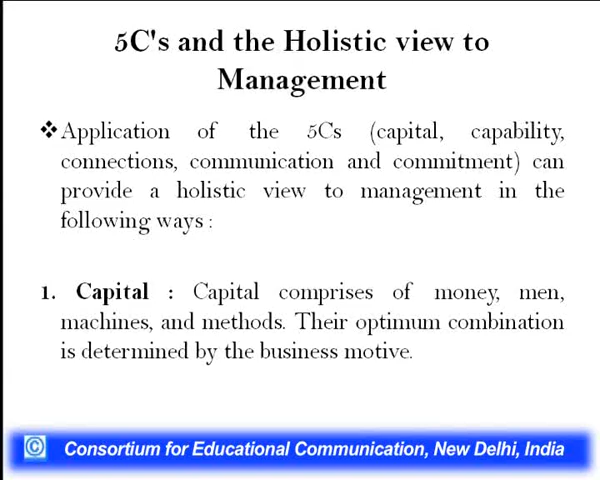 5C's and the Holistic view to
Management
❖Application of the 5Cs (capital, capability,
connections, communication and commitment) can
provide a holistic view to management in the
following ways :
1. Capital : Capital comprises of money, men,
machines, and methods. Their optimum combination
is determined by the business motive.
© Consortium for Educational Communication, New Delhi, India